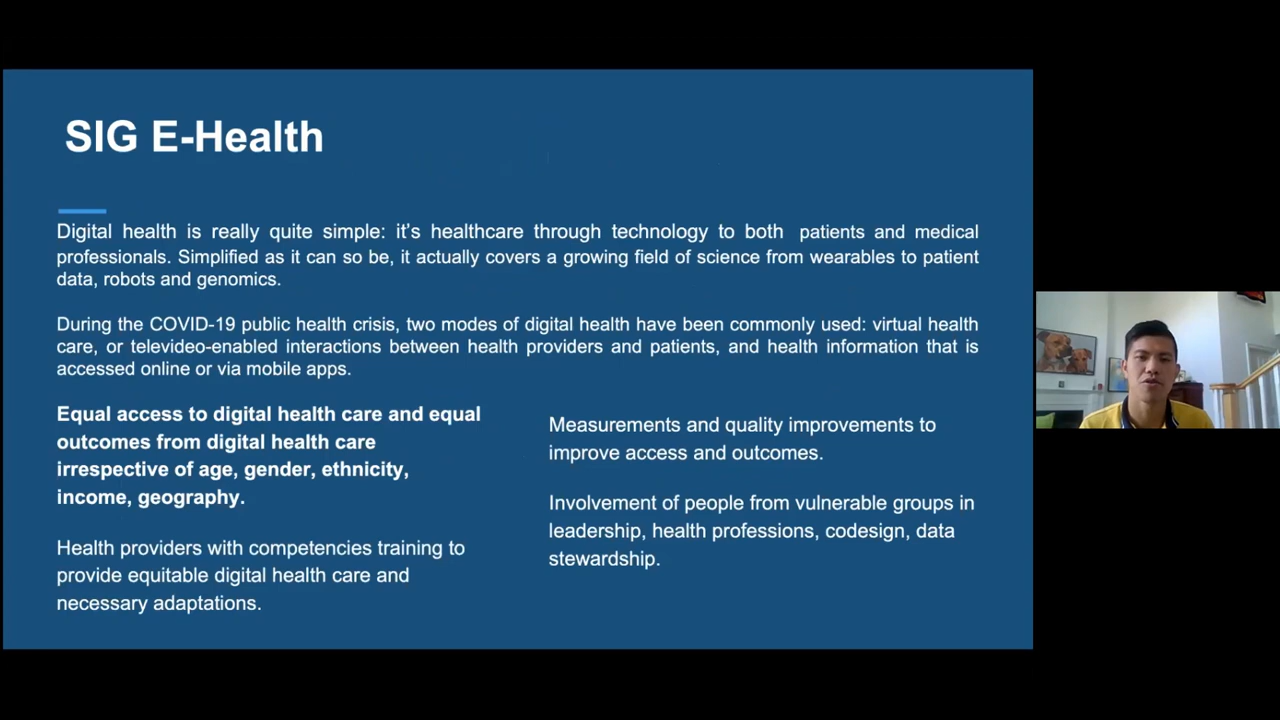 SIG E-Health
Digital health is really quite simple: it's healthcare through technology to both patients and medical
professionals. Simplified as it can so be, it actually covers a growing field of science from wearables to patient
data, robots and genomics.
During the COVID-19 public health crisis, two modes of digital health have been commonly used: virtual health
care, or televideo-enabled interactions between health providers and patients, and health information that is
accessed online or via mobile apps.
Equal access to digital health care and equal
outcomes from digital health care
irrespective of age, gender, ethnicity,
income, geography.
Health providers with competencies training to
provide equitable digital health care and
necessary adaptations.
Measurements and quality improvements to
improve access and outcomes.
Involvement of people from vulnerable groups in
leadership, health professions, codesign, data
stewardship.